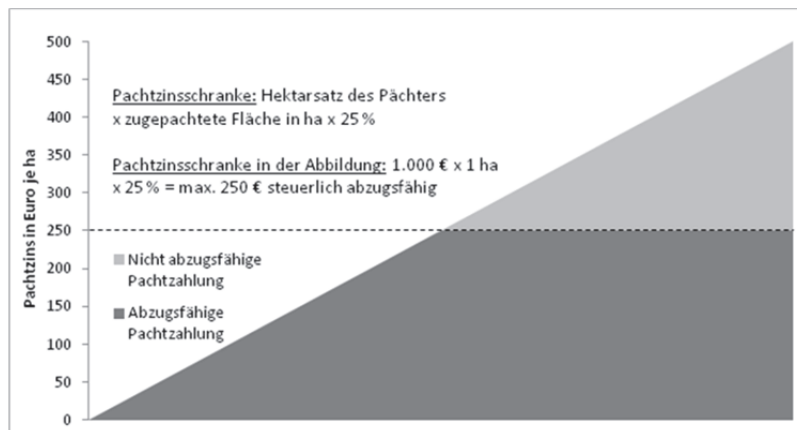 Pachtzins in Euro je ha
500
450
400
350
300
250
200
150
100
50
0
Pachtzinsschranke: Hektarsatz des Pächters
x zugepachtete Fläche in ha x 25 %
Pachtzinsschranke in der Abbildung: 1.000 € x 1 ha
x 25 % = max. 250 € steuerlich abzugsfähig
Nicht abzugsfähige
Pachtzahlung
Abzugsfähige
Pachtzahlung